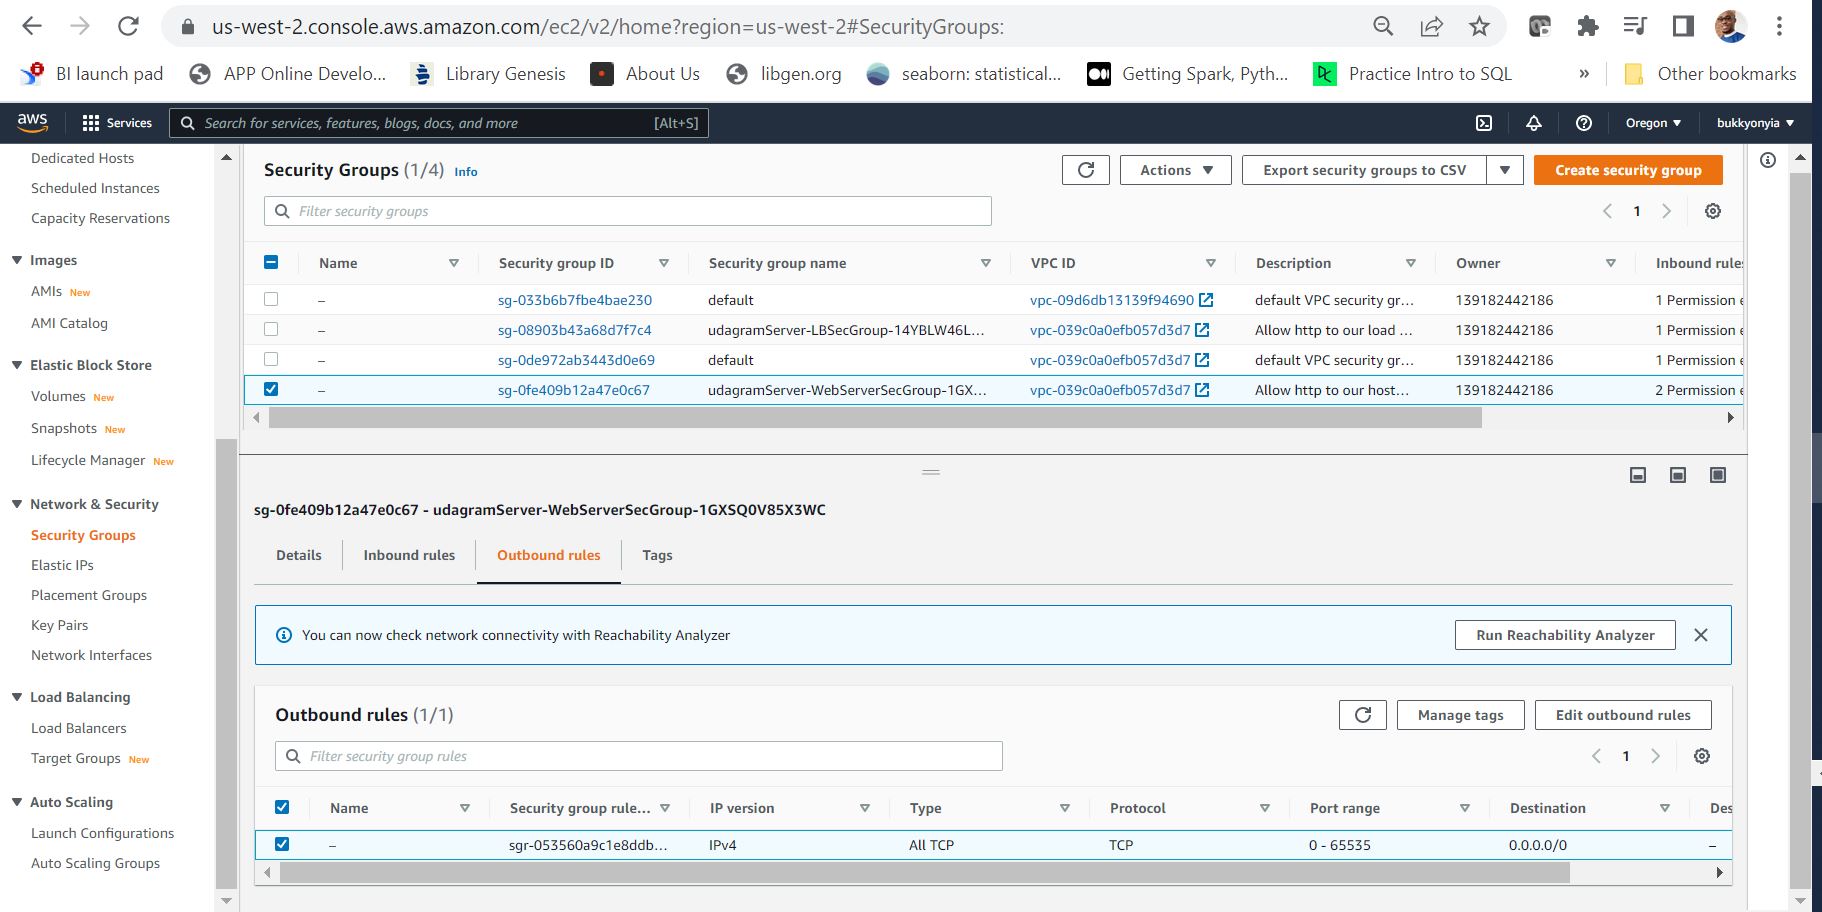 us-west-2.console.aws.amazon.com/ec2/v2/home?region=us-west-2#SecurityGroups:
BI launch pad APP Online Develo... Library Genesis About Us libgen.org seaborn: statistical... Getting Spark, Pyth... Practice Intro to SQL » Other bookmarks
aws Services Search for services, features, blogs, docs, and more [Alt+S] Oregon bukkyonyia
Dedicated Hosts
Scheduled Instances
Capacity Reservations
Images
AMIs New
AMI Catalog
Elastic Block Store
Volumes New
Snapshots New
Lifecycle Manager New
Network & Security
Security Groups
Elastic IPs
Placement Groups
Key Pairs
Network Interfaces
Load Balancing
Load Balancers
Target Groups New
Auto Scaling
Launch Configurations
Auto Scaling Groups
Security Groups (1/4) Info Actions Export security groups to CSV Create security group
Filter security groups 1
Name Security group ID Security group name VPC ID Description Owner Inbound rules
– sg-033b6b7fbe4bae230 default vpc-09d6db13139f94690 default VPC security gr... 139182442186 1 Permission e
– sg-08903b43a68d7f7c4 udagramServer-LBSecGroup-14YBLW46L... vpc-039c0a0efb057d3d7 Allow http to our load ... 139182442186 1 Permission e
– sg-0de972ab3443d0e69 default vpc-039c0a0efb057d3d7 default VPC security gr... 139182442186 1 Permission e
– sg-0fe409b12a47e0c67 udagramServer-WebServerSecGroup-1GX... vpc-039c0a0efb057d3d7 Allow http to our host... 139182442186 2 Permission e
sg-0fe409b12a47e0c67 - udagramServer-WebServerSecGroup-1GXSQ0V85X3WC
Details Inbound rules Outbound rules Tags
You can now check network connectivity with Reachability Analyzer Run Reachability Analyzer
Outbound rules (1/1) Manage tags Edit outbound rules
Filter security group rules 1
Name Security group rule... IP version Type Protocol Port range Destination Des
– sgr-053560a9c1e8ddb... IPv4 All TCP TCP 0 - 65535 0.0.0.0/0 –